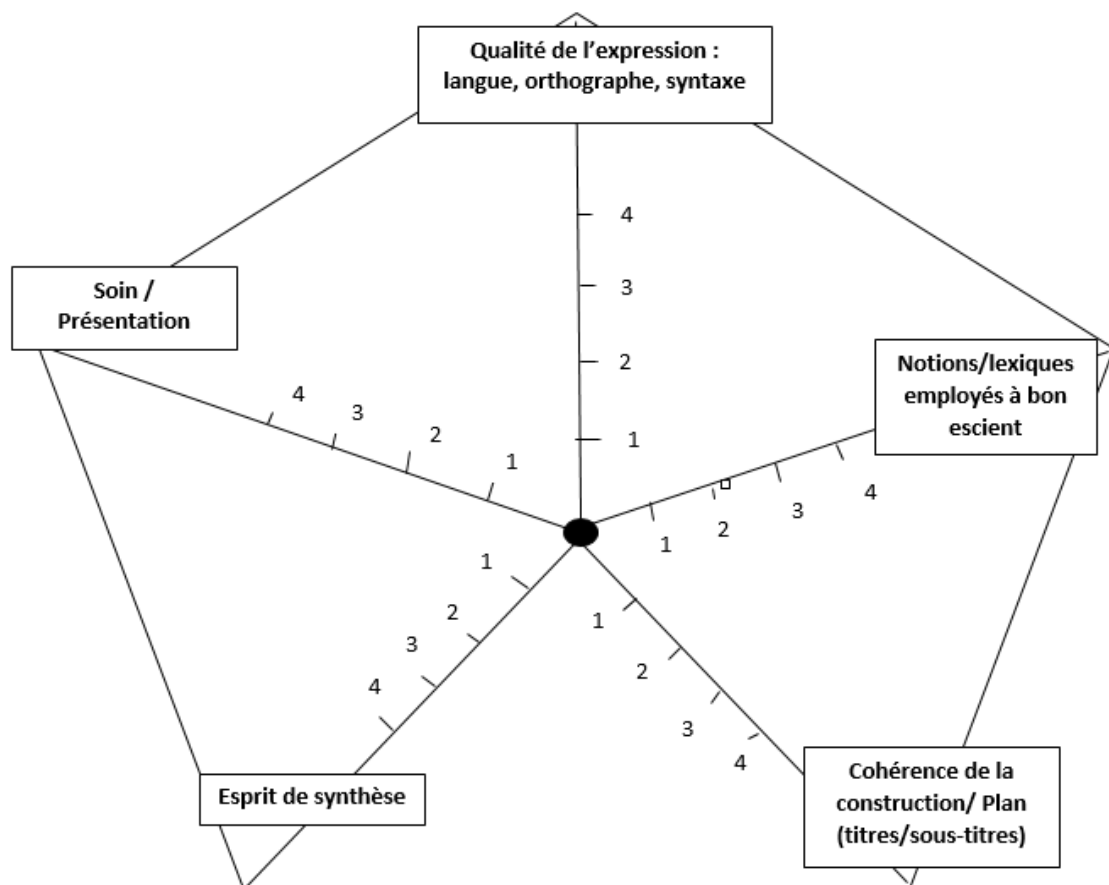 Qualité de l’expression :
langue, orthographe, syntaxe
4
3
2
1
Soin /
Présentation
4
3
2
1
Notions/lexiques
employés à bon
escient
1
2
3
4
1
2
3
4
Esprit de synthèse
1
2
3
4
Cohérence de la
construction/ Plan
(titres/sous-titres)